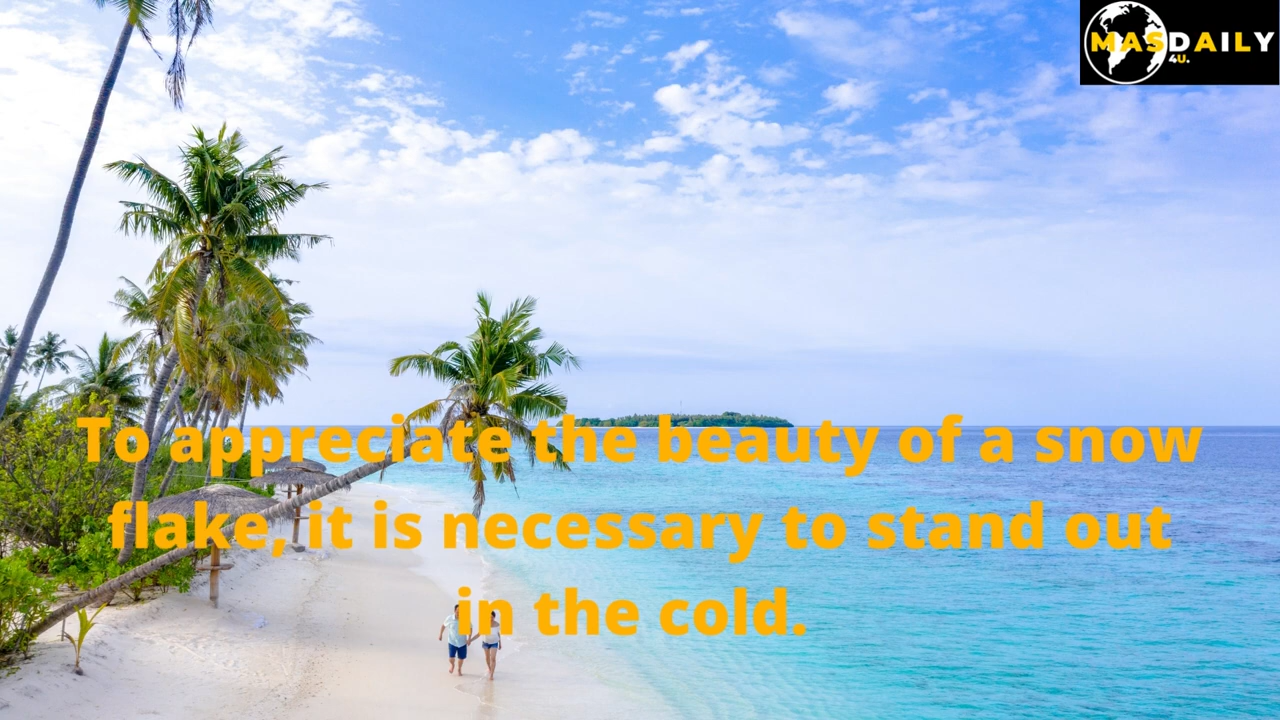 MASDAILY
4U.
To appreciate the beauty of a snow
flake, it is necessary to stand out
in the cold.